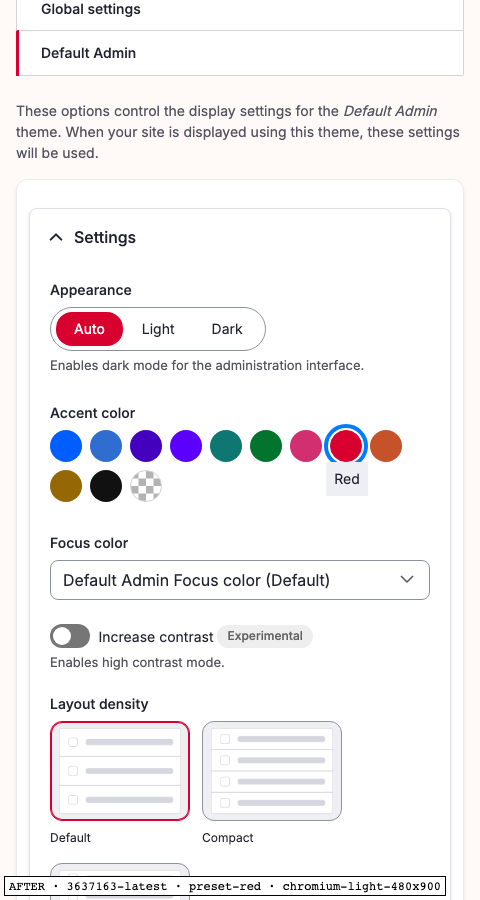 Global settings
Default Admin
These options control the display settings for the Default Admin
theme. When your site is displayed using this theme, these settings
will be used.
Settings
Appearance
Auto Light Dark
Enables dark mode for the administration interface.
Accent color
Red
Focus color
Default Admin Focus color (Default)
Increase contrast Experimental
Enables high contrast mode.
Layout density
Default Compact
AFTER · 3637163-latest · preset-red · chromium-light-480x900